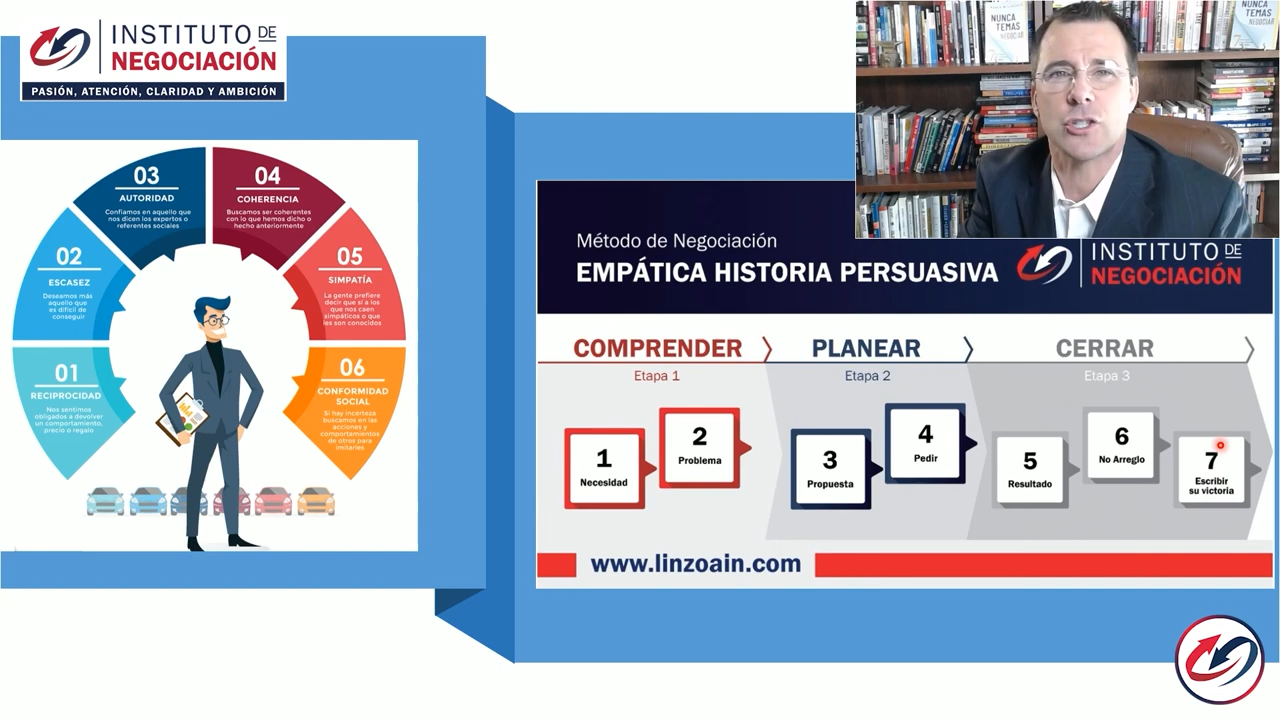 INSTITUTO DE
NEGOCIACIÓN
PASIÓN, ATENCIÓN, CLARIDAD Y AMBICIÓN
NUNCA
TEMAS
NEGOCIAR
NUNCA
TEMAS
NEGOCIAR
03
AUTORIDAD
Confiamos en aquello que
nos dicen los expertos o
referentes sociales
04
COHERENCIA
Buscamos ser coherentes
con lo que hemos dicho o
hecho anteriormente
02
ESCASEZ
Deseamos más
aquello que
es difícil de
conseguir
05
SIMPATÍA
La gente prefiere
decir que sí a los
que nos caen
simpáticos o que
les son conocidos
01
RECIPROCIDAD
Nos sentimos
obligados a devolver
un comportamiento,
precio o regalo
06
CONFORMIDAD
SOCIAL
Si hay incerteza
buscamos en las
acciones y
comportamientos
de otros para
imitarles
Método de Negociación
EMPÁTICA HISTORIA PERSUASIVA
INSTITUTO DE
NEGOCIACIÓN
COMPRENDER
Etapa 1
PLANEAR
Etapa 2
CERRAR
Etapa 3
1
Necesidad
2
Problema
3
Propuesta
4
Pedir
5
Resultado
6
No Arreglo
7
Escribir
su victoria
www.linzoain.com